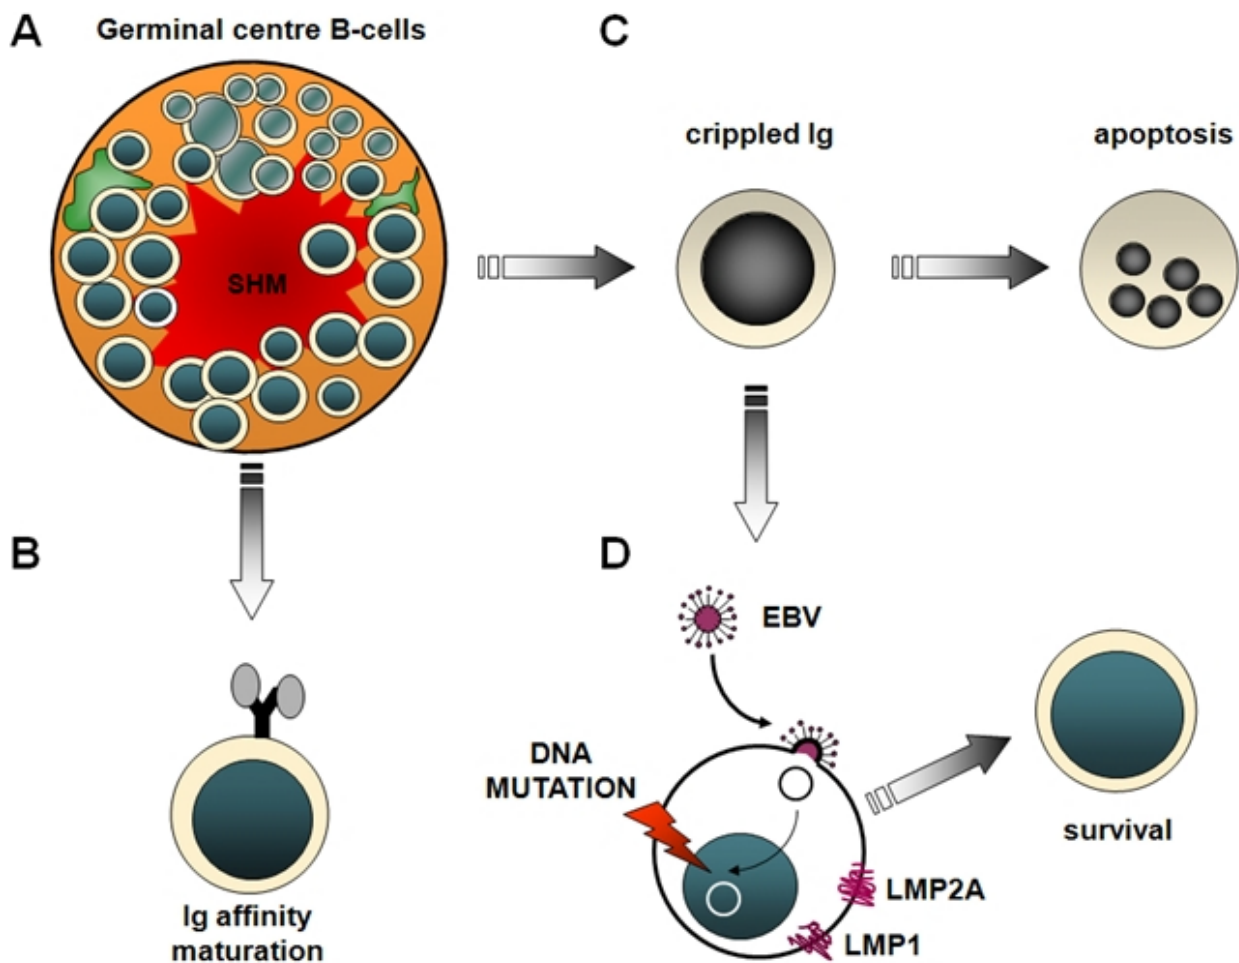 A
Germinal centre B-cells
SHM
B
Ig affinity
maturation
C
crippled Ig
apoptosis
D
EBV
DNA
MUTATION
LMP2A
LMP1
survival